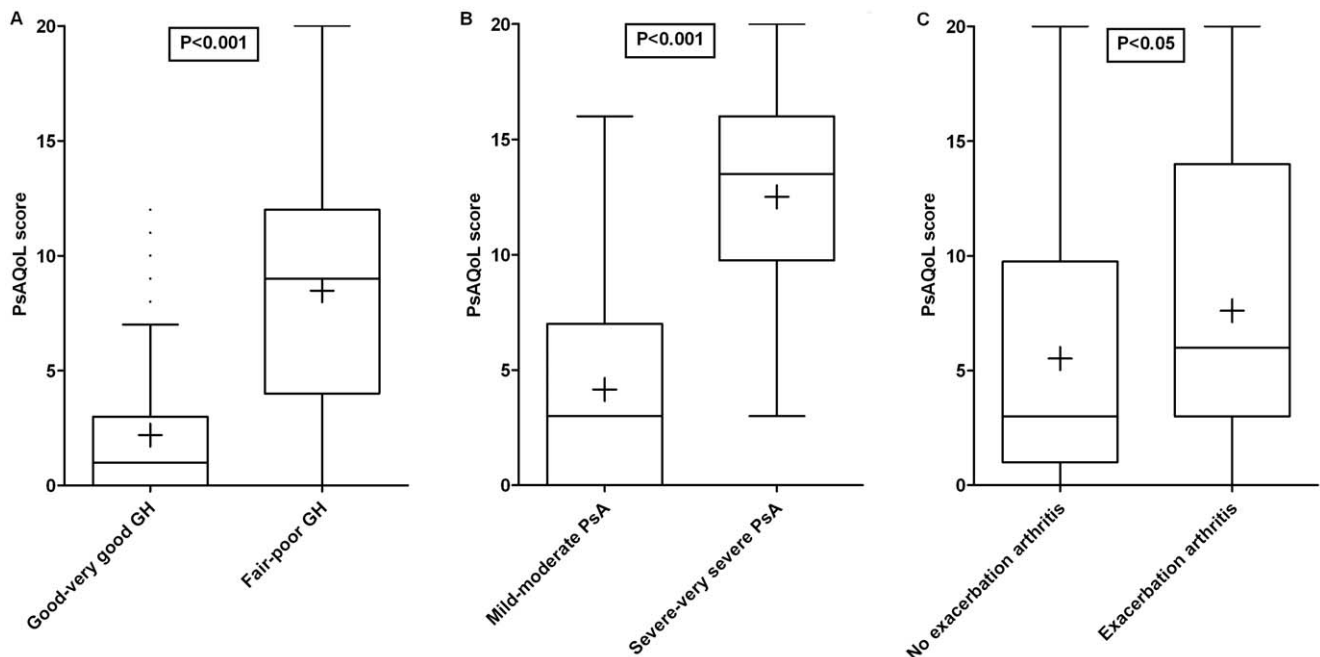 A
P<0.001
20
15
10
5
0
PsAQoL score
Good-very good GH
Fair-poor GH
B
P<0.001
20
15
10
5
0
PsAQoL score
Mild-moderate PsA
Severe-very severe PsA
C
P<0.05
20
15
10
5
0
PsAQoL score
No exacerbation arthritis
Exacerbation arthritis